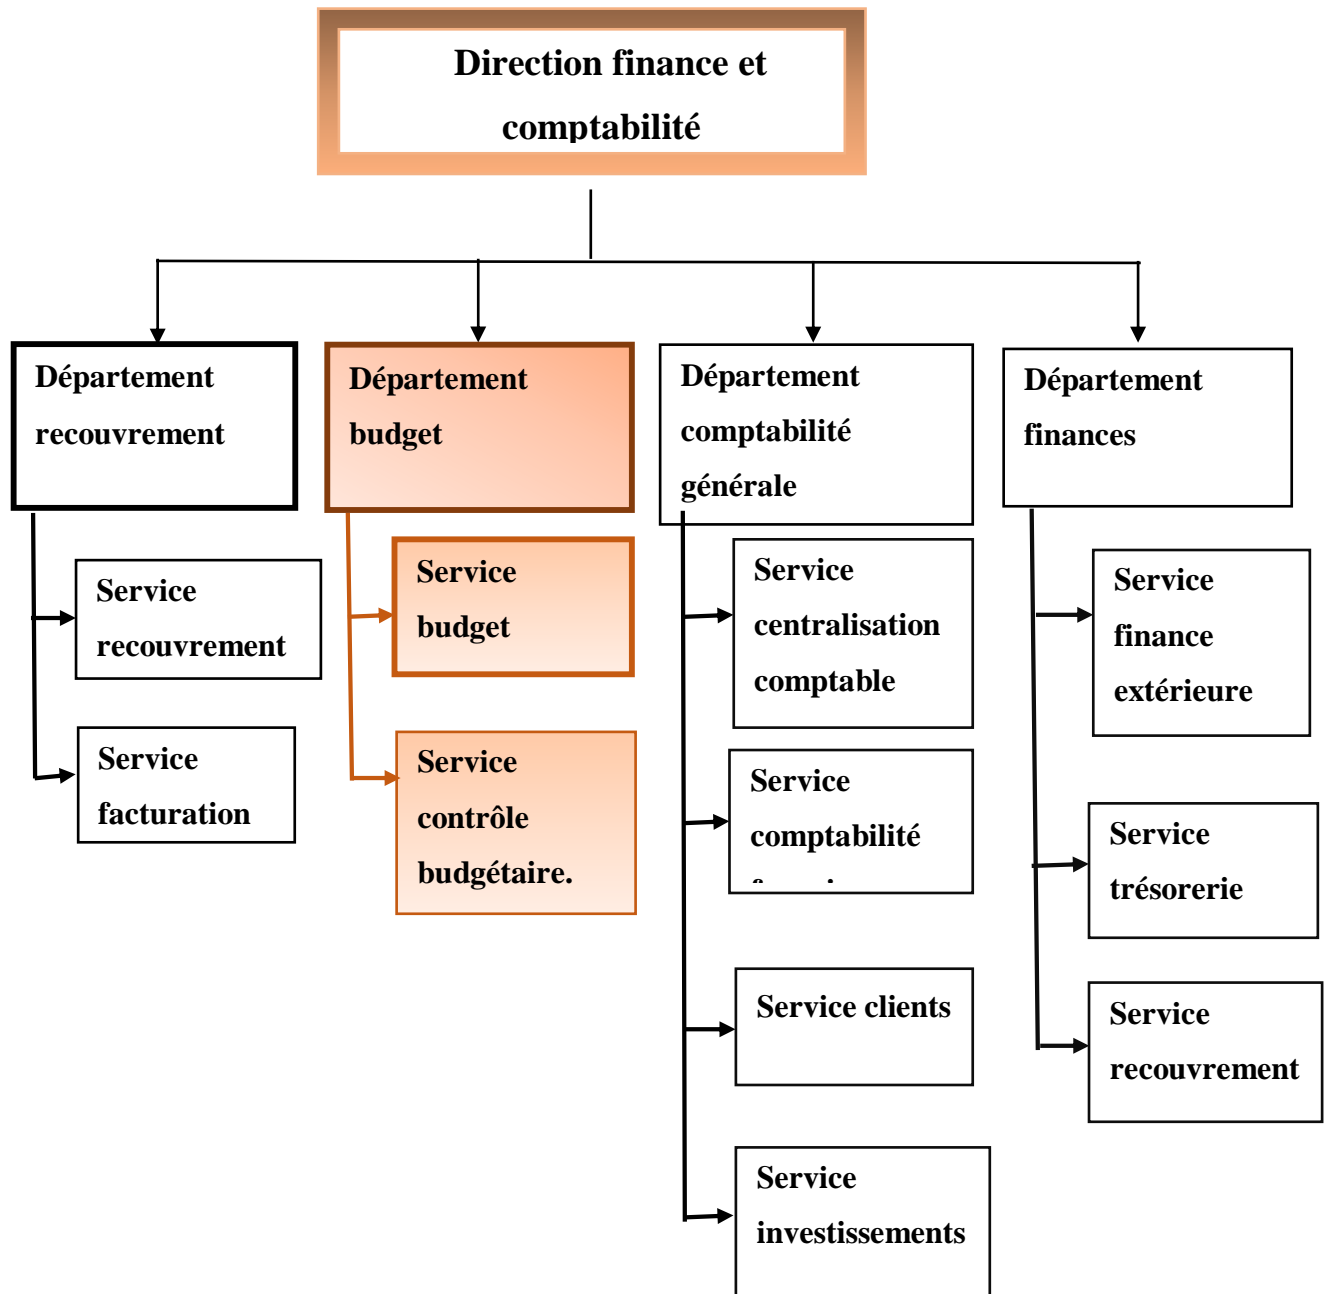 Direction finance et
comptabilité
Département
recouvrement
Service
recouvrement
Service
facturation
Département
budget
Service
budget
Service
contrôle
budgétaire.
Département
comptabilité
générale
Service
centralisation
comptable
Service
comptabilité
Service clients
Service
investissements
Département
finances
Service
finance
extérieure
Service
trésorerie
Service
recouvrement